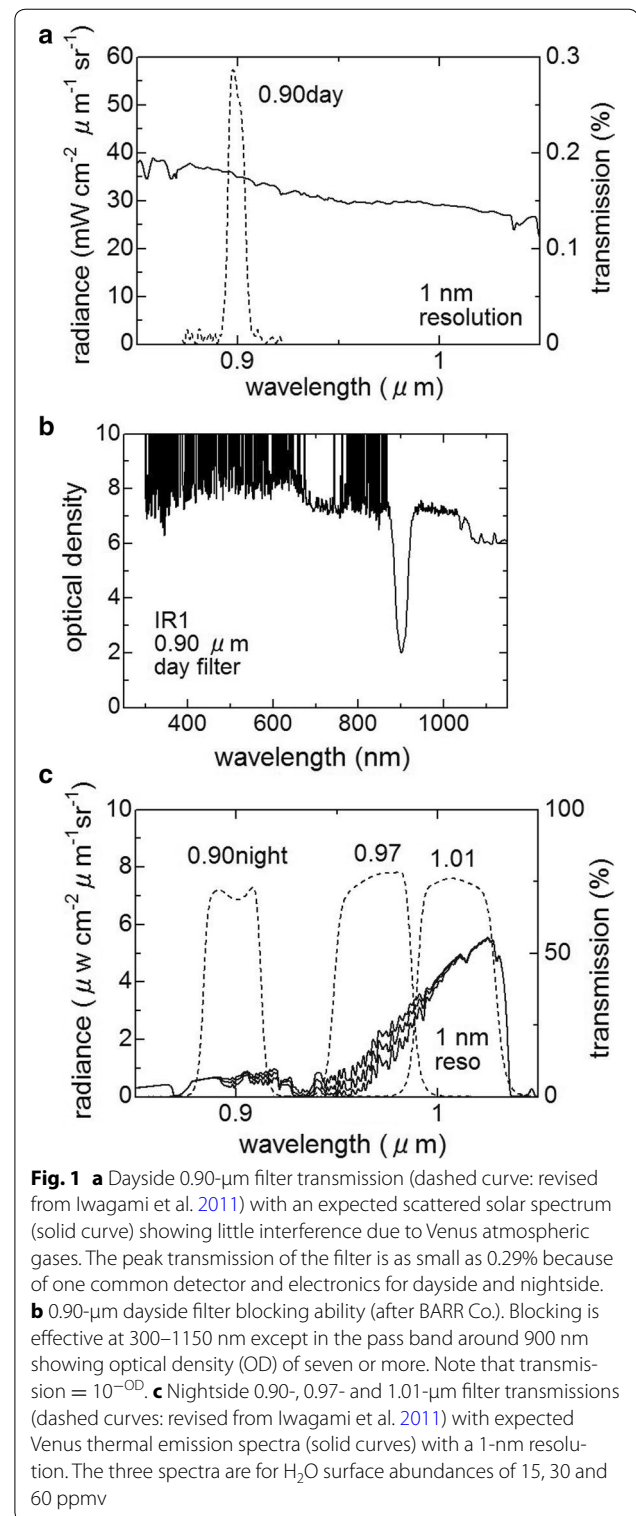 a
60
50
40
30
20
10
0
radiance (mW cm⁻² μm⁻¹ sr⁻¹)
0.90day
1 nm
resolution
0.3
0.2
0.1
0
transmission (%)
0.9
1
wavelength ( μ m)
b
10
8
6
4
2
0
optical density
IR1
0.90 μ m
day filter
400
600
800
1000
wavelength (nm)
c
10
8
6
4
2
0
radiance ( μ w cm⁻² μ m⁻¹sr⁻¹)
0.90night
0.97
1.01
1 nm
reso
100
50
0
transmission (%)
0.9
1
wavelength ( μ m)
Fig. 1 a Dayside 0.90-μm filter transmission (dashed curve: revised
from Iwagami et al. 2011) with an expected scattered solar spectrum
(solid curve) showing little interference due to Venus atmospheric
gases. The peak transmission of the filter is as small as 0.29% because
of one common detector and electronics for dayside and nightside.
b 0.90-μm dayside filter blocking ability (after BARR Co.). Blocking is
effective at 300–1150 nm except in the pass band around 900 nm
showing optical density (OD) of seven or more. Note that transmis-
sion = 10⁻ᴼᴰ. c Nightside 0.90-, 0.97- and 1.01-μm filter transmissions
(dashed curves: revised from Iwagami et al. 2011) with expected
Venus thermal emission spectra (solid curves) with a 1-nm resolu-
tion. The three spectra are for H₂O surface abundances of 15, 30 and
60 ppmv